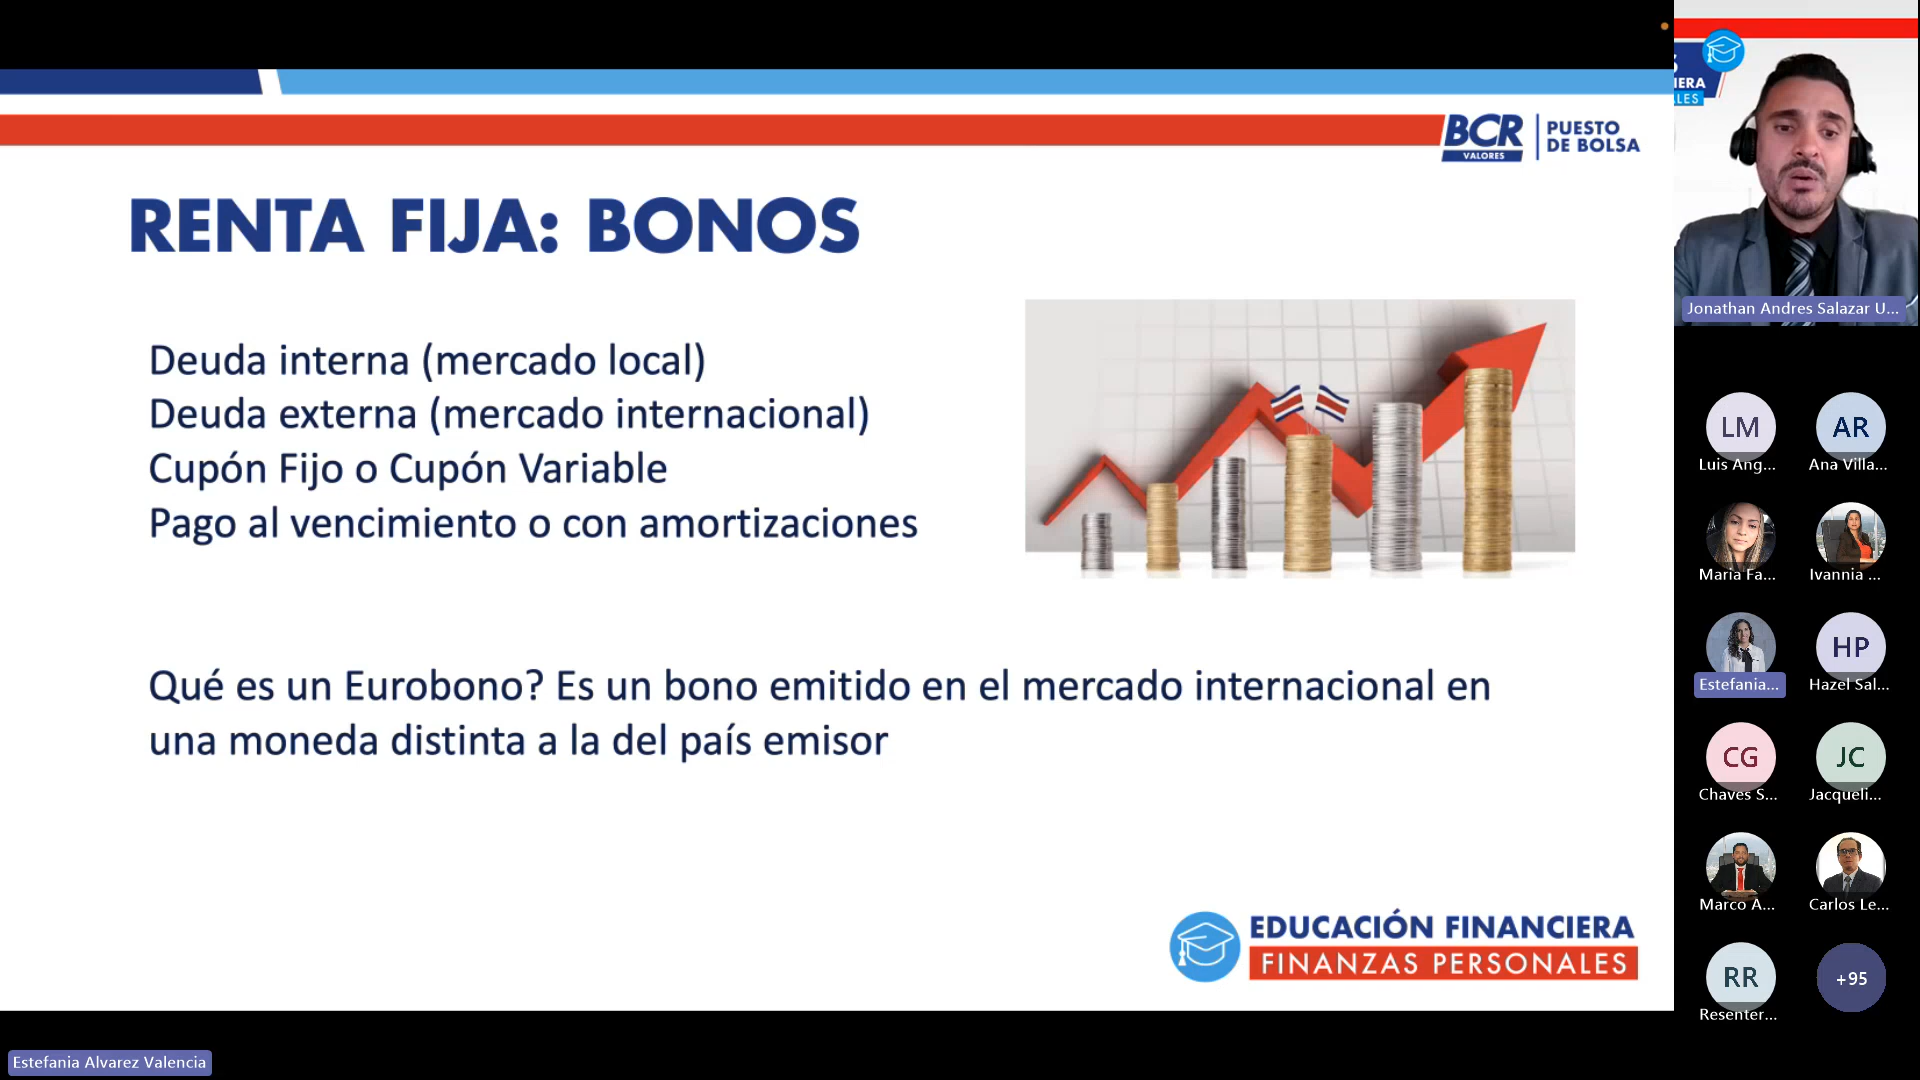 BCR
VALORES
PUESTO
DE BOLSA
RENTA FIJA: BONOS
Deuda interna (mercado local)
Deuda externa (mercado internacional)
Cupón Fijo o Cupón Variable
Pago al vencimiento o con amortizaciones
Qué es un Eurobono? Es un bono emitido en el mercado internacional en
una moneda distinta a la del país emisor
EDUCACIÓN FINANCIERA
FINANZAS PERSONALES
Estefania Alvarez Valencia
Jonathan Andres Salazar U...
LM
Luis Ang...
AR
Ana Villa...
Maria Fa...
Ivannia ...
Estefania...
HP
Hazel Sal...
CG
Chaves S...
JC
Jacqueli...
Marco A...
Carlos Le...
RR
Resenter...
+95